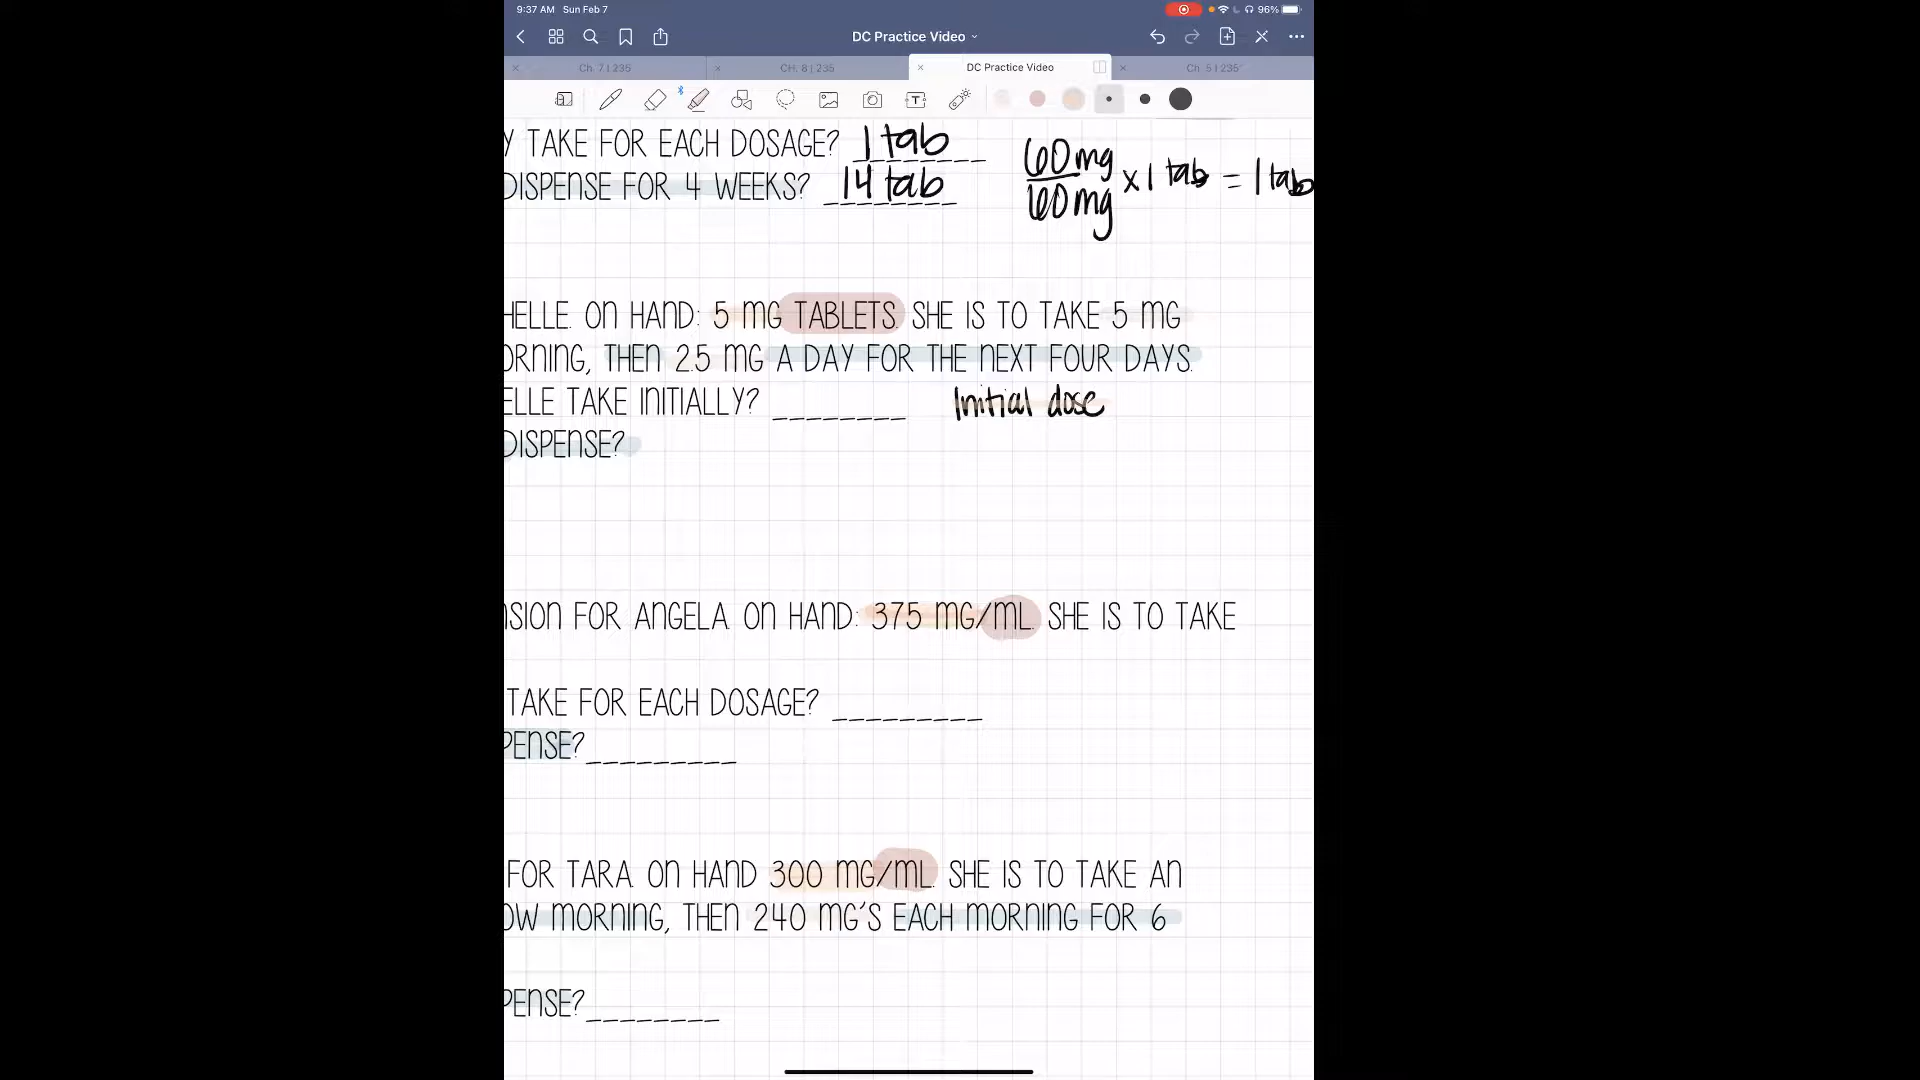 9:37 AM Sun Feb 7
96%
DC Practice Video
Ch. 7 | 235
CH. 8 | 235
DC Practice Video
Ch. 5 | 235
Y TAKE FOR EACH DOSAGE? 1 tab
DISPENSE FOR 4 WEEKS? 14 tab
60mg
60mg
x 1 tab = 1 tab
HELLE. ON HAND: 5 MG TABLETS. SHE IS TO TAKE 5 MG
ORNING, THEN 2.5 MG A DAY FOR THE NEXT FOUR DAYS.
ELLE TAKE INITIALLY? ________ Initial dose
DISPENSE?
NSION FOR ANGELA. ON HAND: 375 MG/ML. SHE IS TO TAKE
TAKE FOR EACH DOSAGE? _________
PENSE? _________
FOR TARA. ON HAND 300 MG/ML. SHE IS TO TAKE AN
OW MORNING, THEN 240 MG'S EACH MORNING FOR 6
PENSE? ________